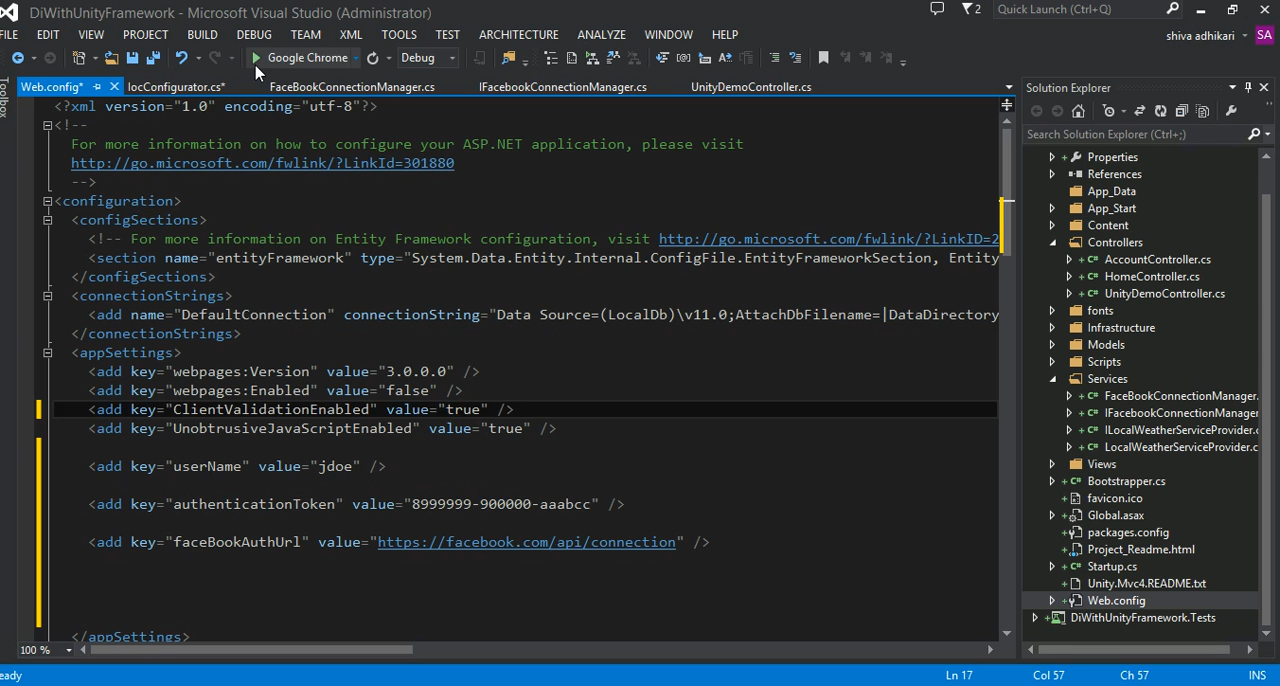 DiWithUnityFramework - Microsoft Visual Studio (Administrator)
2
Quick Launch (Ctrl+Q)
FILE EDIT VIEW PROJECT BUILD DEBUG TEAM XML TOOLS TEST ARCHITECTURE ANALYZE WINDOW HELP
shiva adhikari SA
Google Chrome Debug
Toolbox
Web.config* IocConfigurator.cs* FaceBookConnectionManager.cs IFaceBookConnectionManager.cs UnityDemoController.cs
<?xml version="1.0" encoding="utf-8"?>
<!--
For more information on how to configure your ASP.NET application, please visit
http://go.microsoft.com/fwlink/?LinkId=301880
-->
<configuration>
<configSections>
<!-- For more information on Entity Framework configuration, visit http://go.microsoft.com/fwlink/?LinkID=2
<section name="entityFramework" type="System.Data.Entity.Internal.ConfigFile.EntityFrameworkSection, Entity
</configSections>
<connectionStrings>
<add name="DefaultConnection" connectionString="Data Source=(LocalDb)\v11.0;AttachDbFilename=|DataDirectory
</connectionStrings>
<appSettings>
<add key="webpages:Version" value="3.0.0.0" />
<add key="webpages:Enabled" value="false" />
<add key="ClientValidationEnabled" value="true" />
<add key="UnobtrusiveJavaScriptEnabled" value="true" />
<add key="userName" value="jdoe" />
<add key="authenticationToken" value="8999999-900000-aaabcc" />
<add key="faceBookAuthUrl" value="https://facebook.com/api/connection" />
</appSettings>
100 %
Solution Explorer
Search Solution Explorer (Ctrl+;)
Properties
References
App_Data
App_Start
Content
Controllers
AccountController.cs
HomeController.cs
UnityDemoController.cs
fonts
Infrastructure
Models
Scripts
Services
FaceBookConnectionManager.
IFacebookConnectionManager
ILocalWeatherServiceProvider.c
LocalWeatherServiceProvider.c
Views
Bootstrapper.cs
favicon.ico
Global.asax
packages.config
Project_Readme.html
Startup.cs
Unity.Mvc4.README.txt
Web.config
DiWithUnityFramework.Tests
eady Ln 17 Col 57 Ch 57 INS